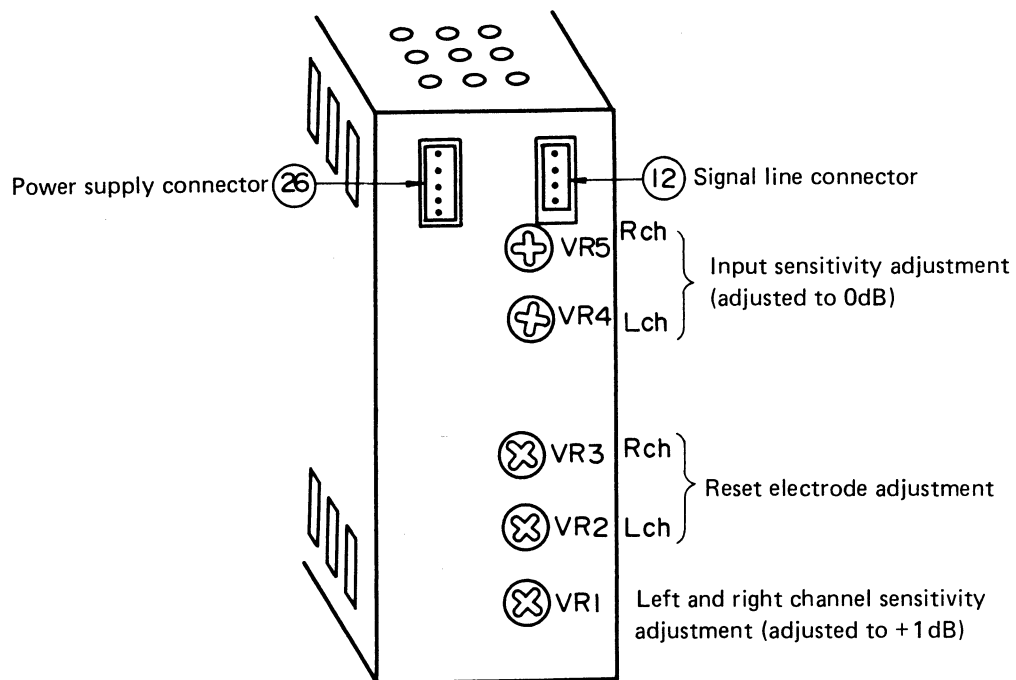 Power supply connector 26
12 Signal line connector
VR5 Rch
Input sensitivity adjustment
(adjusted to 0dB)
VR4 Lch
VR3 Rch
Reset electrode adjustment
VR2 Lch
VR1 Left and right channel sensitivity
adjustment (adjusted to +1dB)